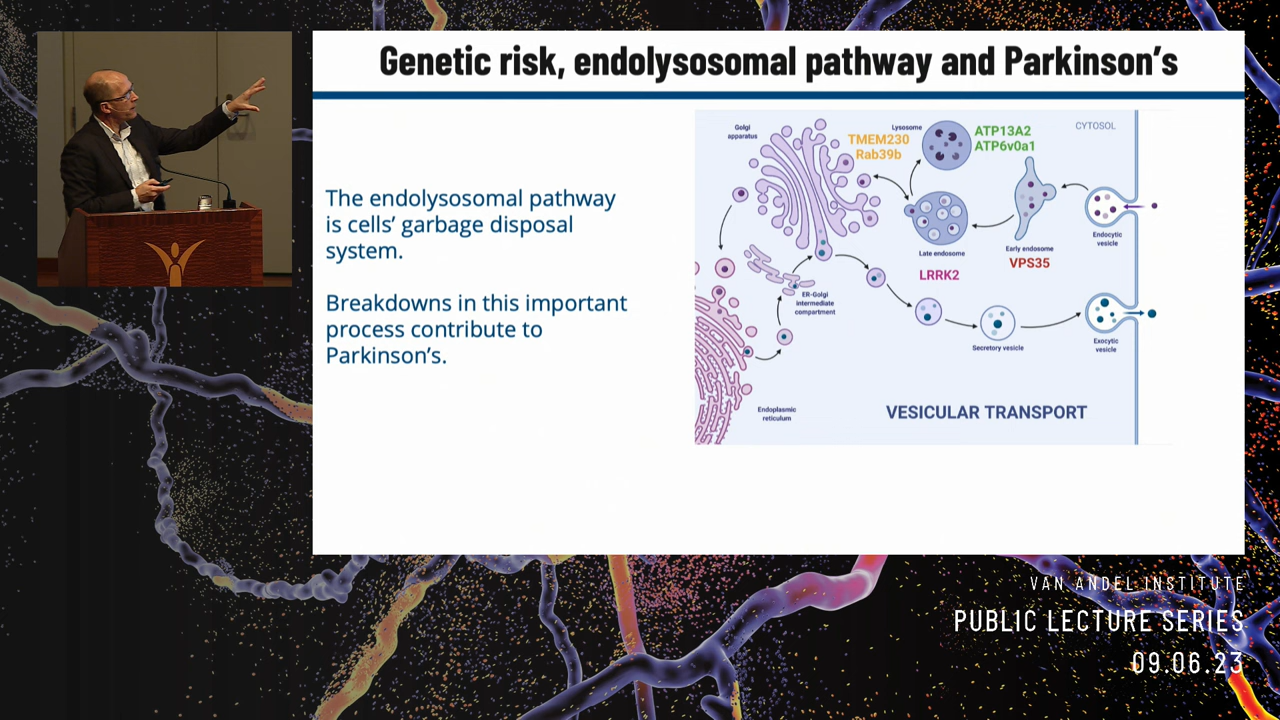 Genetic risk, endolysosomal pathway and Parkinson's
The endolysosomal pathway
is cells' garbage disposal
system.
Breakdowns in this important
process contribute to
Parkinson's.
Golgi
apparatus
TMEM230
Rab39b
Lysosome
ATP13A2
ATP6v0a1
CYTOSOL
Late endosome
LRRK2
Early endosome
VPS35
Endocytic
vesicle
ER-Golgi
intermediate
compartment
Secretory vesicle
Exocytic
vesicle
Endoplasmic
reticulum
VESICULAR TRANSPORT
VAN ANDEL INSTITUTE
PUBLIC LECTURE SERIES
09.06.23